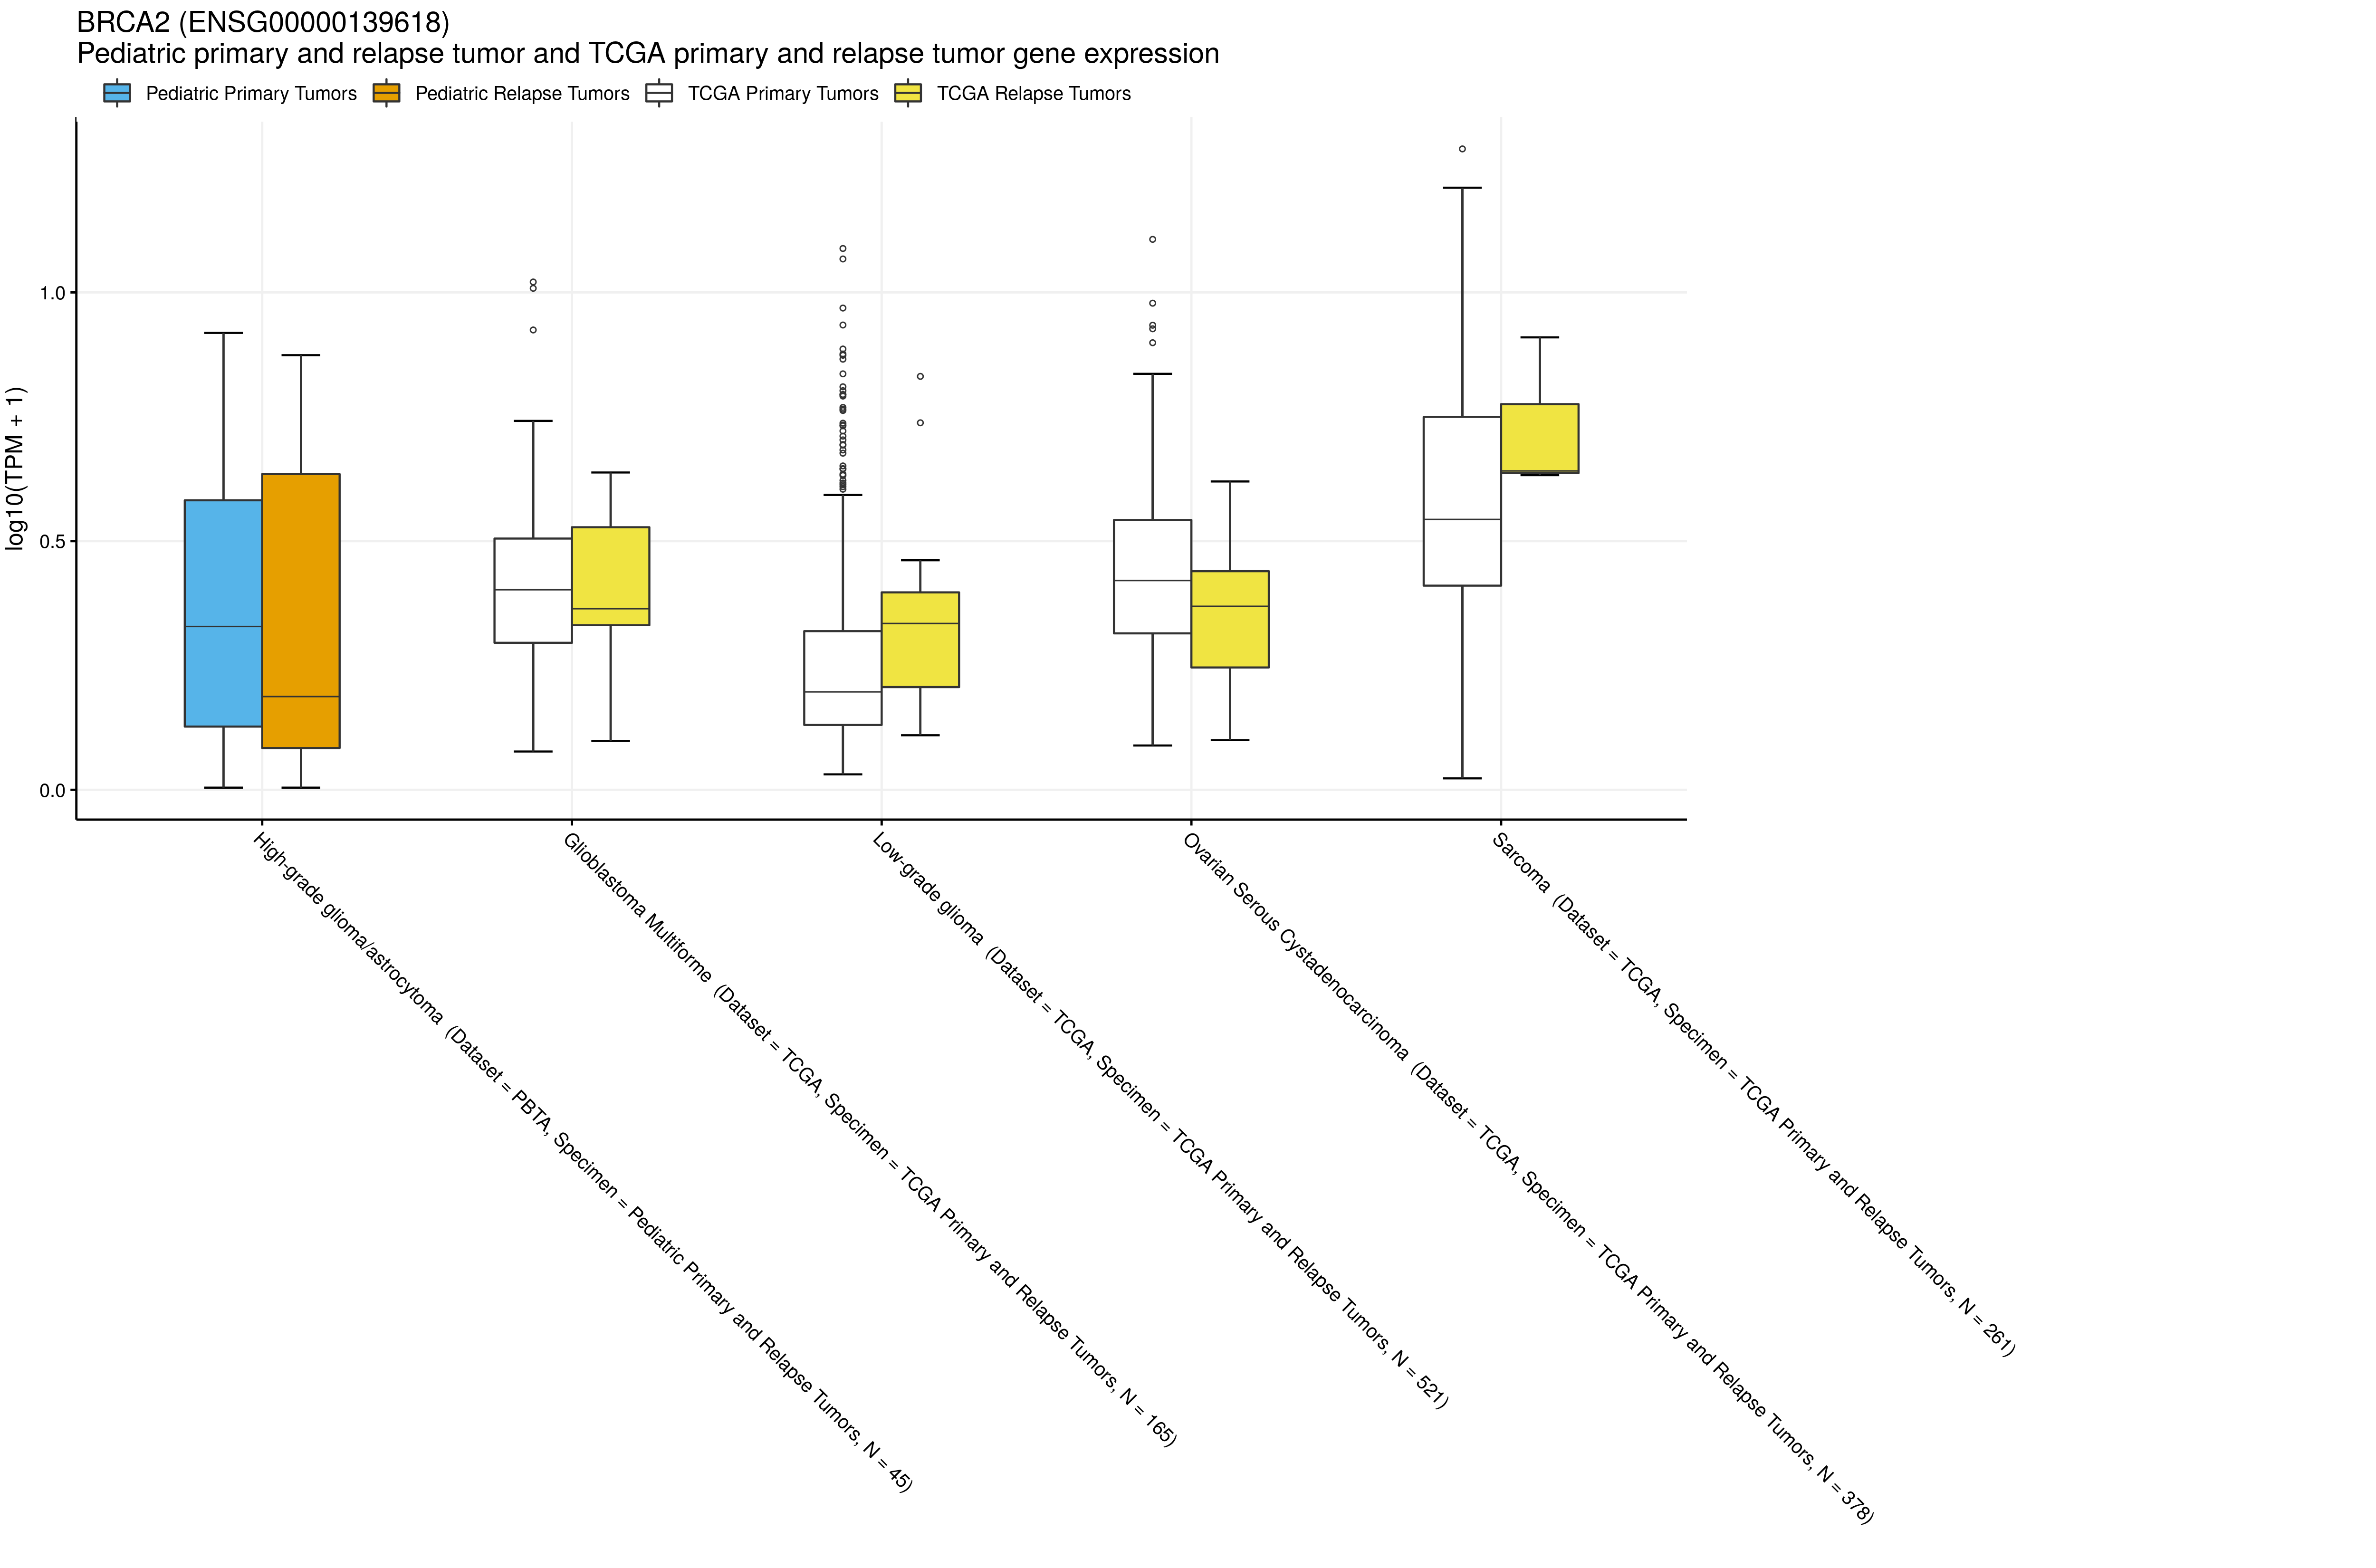 BRCA2 (ENSG00000139618)
Pediatric primary and relapse tumor and TCGA primary and relapse tumor gene expression
Pediatric Primary Tumors
Pediatric Relapse Tumors
TCGA Primary Tumors
TCGA Relapse Tumors
log10(TPM + 1)
1.0
0.5
0.0
High-grade glioma/astrocytoma (Dataset = PBTA, Specimen = Pediatric Primary and Relapse Tumors, N = 45)
Glioblastoma Multiforme (Dataset = TCGA, Specimen = TCGA Primary and Relapse Tumors, N = 165)
Low-grade glioma (Dataset = TCGA, Specimen = TCGA Primary and Relapse Tumors, N = 521)
Ovarian Serous Cystadenocarcinoma (Dataset = TCGA, Specimen = TCGA Primary and Relapse Tumors, N = 378)
Sarcoma (Dataset = TCGA, Specimen = TCGA Primary and Relapse Tumors, N = 261)